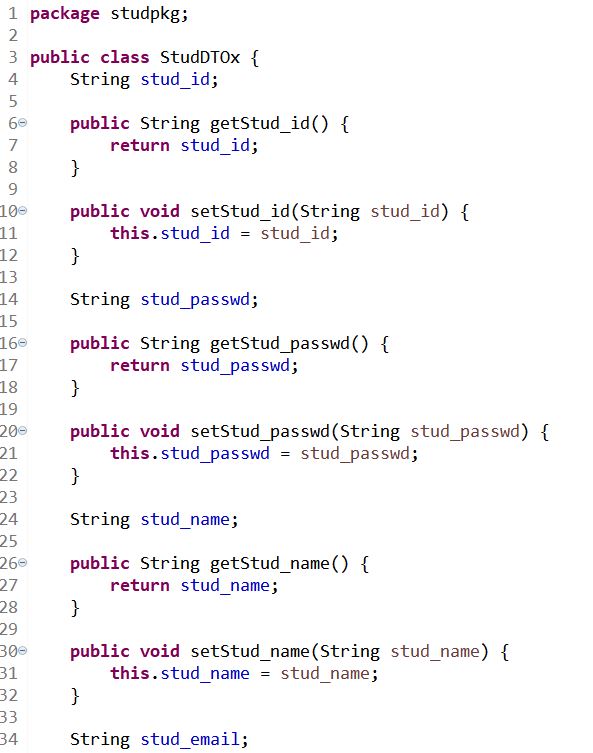 1 package studpkg;
2
3 public class StudDTOx {
4     String stud_id;
5
6     public String getStud_id() {
7         return stud_id;
8     }
9
10     public void setStud_id(String stud_id) {
11         this.stud_id = stud_id;
12     }
13
14     String stud_passwd;
15
16     public String getStud_passwd() {
17         return stud_passwd;
18     }
19
20     public void setStud_passwd(String stud_passwd) {
21         this.stud_passwd = stud_passwd;
22     }
23
24     String stud_name;
25
26     public String getStud_name() {
27         return stud_name;
28     }
29
30     public void setStud_name(String stud_name) {
31         this.stud_name = stud_name;
32     }
33
34     String stud_email;